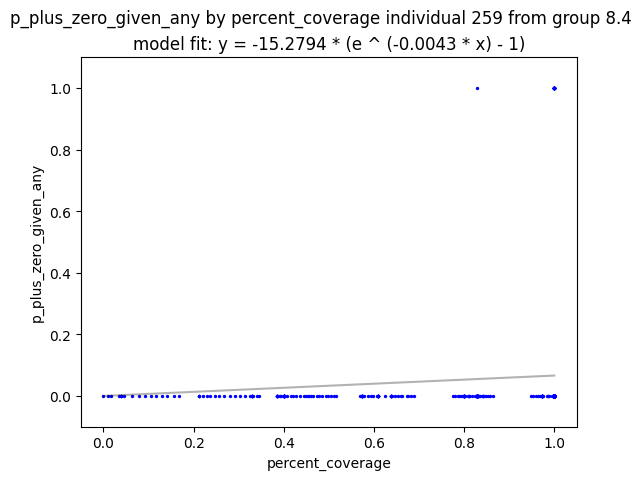 p_plus_zero_given_any by percent_coverage individual 259 from group 8.4
model fit: y = -15.2794 * (e ^ (-0.0043 * x) - 1)
1.0
0.8
0.6
0.4
0.2
0.0
p_plus_zero_given_any
0.0 0.2 0.4 0.6 0.8 1.0
percent_coverage